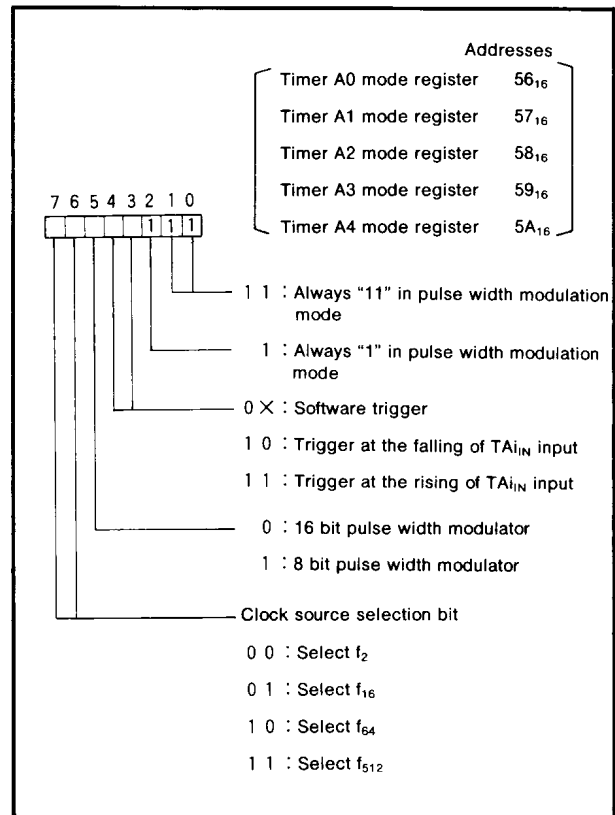 Addresses
Timer A0 mode register 56₁₆
Timer A1 mode register 57₁₆
Timer A2 mode register 58₁₆
Timer A3 mode register 59₁₆
Timer A4 mode register 5A₁₆
7 6 5 4 3 2 1 0
1 1 1
1 1 : Always "11" in pulse width modulation
mode
1 : Always "1" in pulse width modulation
mode
0 X : Software trigger
1 0 : Trigger at the falling of TAiIN input
1 1 : Trigger at the rising of TAiIN input
0 : 16 bit pulse width modulator
1 : 8 bit pulse width modulator
Clock source selection bit
0 0 : Select f₂
0 1 : Select f₁₆
1 0 : Select f₆₄
1 1 : Select f₅₁₂